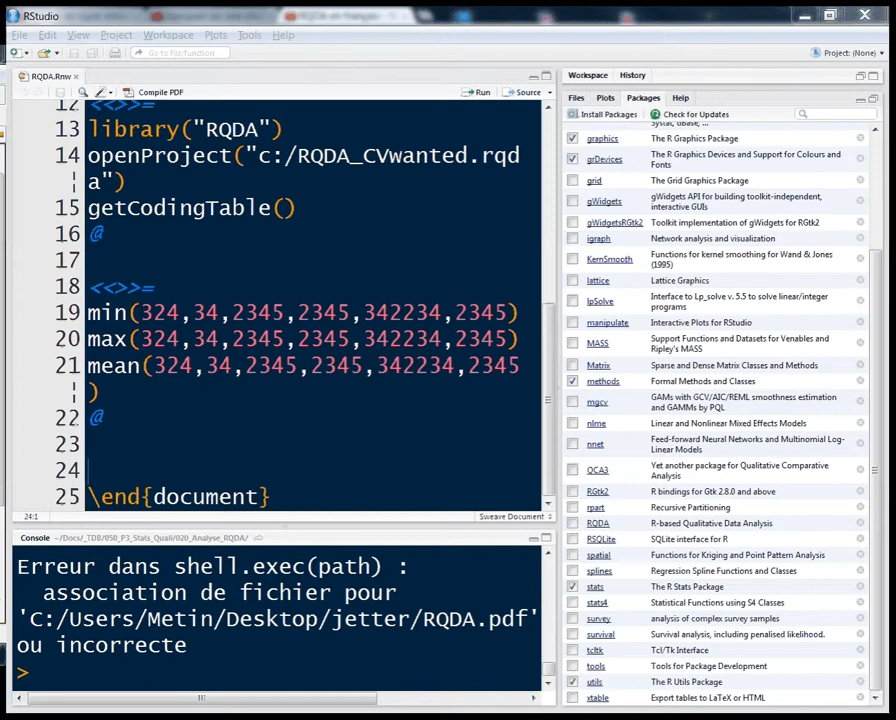 RStudio
File Edit View Project Workspace Plots Tools Help
Go to file/function
Project: (None)
RQDA.Rnw
Compile PDF
Run
Source
12 <<>>=
13 library("RQDA")
14 openProject("c:/RQDA_CVwanted.rqd
a")
15 getCodingTable()
16 @
17
18 <<>>=
19 min(324,34,2345,2345,342234,2345)
20 max(324,34,2345,2345,342234,2345)
21 mean(324,34,2345,2345,342234,2345
)
22 @
23
24
25 \end{document}
24:1
Sweave Document
Console ~/Docs/_TDB/050_P3_Stats_Quali/020_Analyse_RQDA/
Erreur dans shell.exec(path) :
association de fichier pour
'C:/Users/Metin/Desktop/jetter/RQDA.pdf'
ou incorrecte
>
Workspace History
Files Plots Packages Help
Install Packages Check for Updates
systat, dBase, ...
graphics The R Graphics Package
grDevices The R Graphics Devices and Support for Colours and
Fonts
grid The Grid Graphics Package
gWidgets gWidgets API for building toolkit-independent,
interactive GUIs
gWidgetsRGtk2 Toolkit implementation of gWidgets for RGtk2
igraph Network analysis and visualization
KernSmooth Functions for kernel smoothing for Wand & Jones
(1995)
lattice Lattice Graphics
lpSolve Interface to Lp_solve v. 5.5 to solve linear/integer
programs
manipulate Interactive Plots for RStudio
MASS Support Functions and Datasets for Venables and
Ripley's MASS
Matrix Sparse and Dense Matrix Classes and Methods
methods Formal Methods and Classes
mgcv GAMs with GCV/AIC/REML smoothness estimation
and GAMMs by PQL
nlme Linear and Nonlinear Mixed Effects Models
nnet Feed-forward Neural Networks and Multinomial Log-
Linear Models
QCA3 Yet another package for Qualitative Comparative
Analysis
RGtk2 R bindings for Gtk 2.8.0 and above
rpart Recursive Partitioning
RQDA R-based Qualitative Data Analysis
RSQLite SQLite interface for R
spatial Functions for Kriging and Point Pattern Analysis
splines Regression Spline Functions and Classes
stats The R Stats Package
stats4 Statistical Functions using S4 Classes
survey analysis of complex survey samples
survival Survival analysis, including penalised likelihood.
tcltk Tcl/Tk Interface
tools Tools for Package Development
utils The R Utils Package
xtable Export tables to LaTeX or HTML